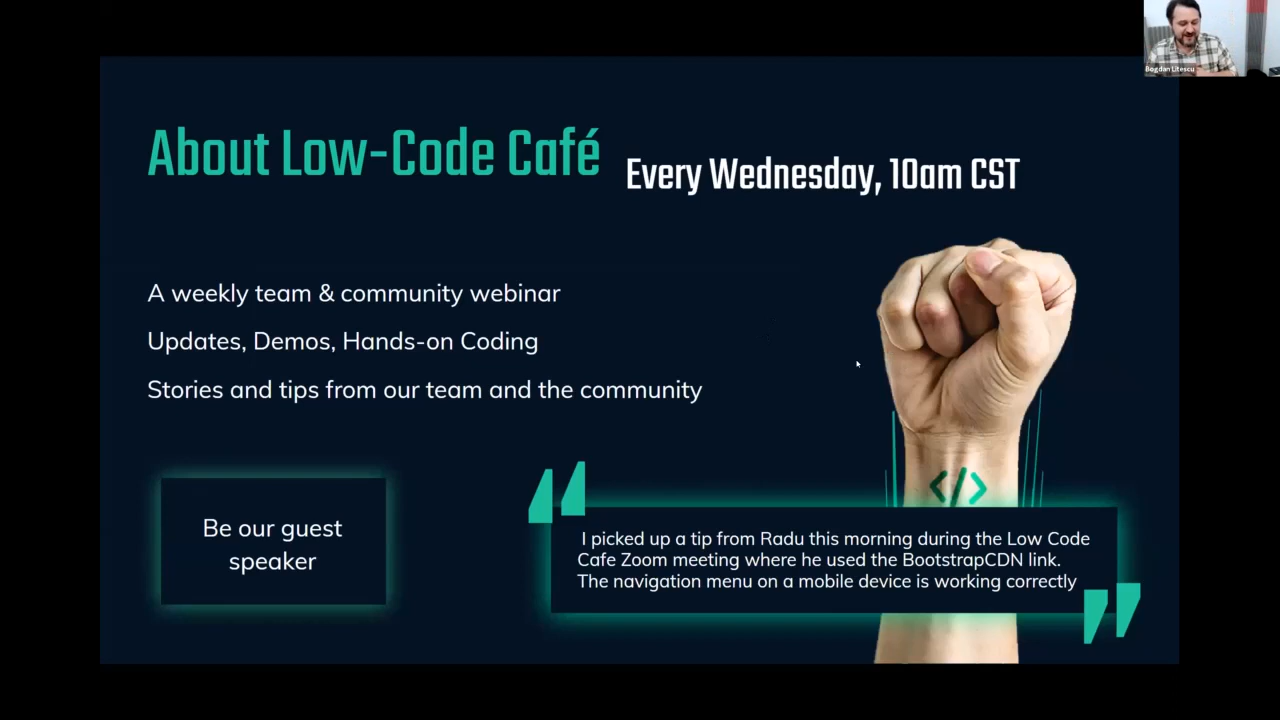 Bogdan Litescu
About Low-Code Café
Every Wednesday, 10am CST
A weekly team & community webinar
Updates, Demos, Hands-on Coding
Stories and tips from our team and the community
Be our guest
speaker
</>
“
I picked up a tip from Radu this morning during the Low Code
Cafe Zoom meeting where he used the BootstrapCDN link.
The navigation menu on a mobile device is working correctly
”